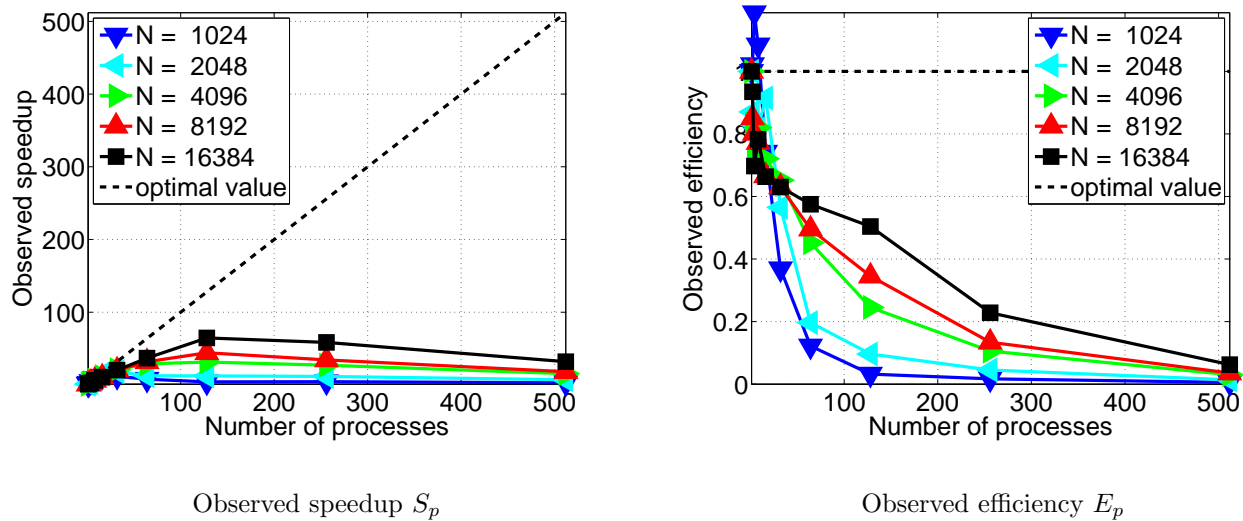 500
400
300
200
100
Observed speedup
N = 1024
N = 2048
N = 4096
N = 8192
N = 16384
optimal value
100 200 300 400 500
Number of processes
Observed speedup S_p
1
0.8
0.6
0.4
0.2
0
Observed efficiency
N = 1024
N = 2048
N = 4096
N = 8192
N = 16384
optimal value
100 200 300 400 500
Number of processes
Observed efficiency E_p